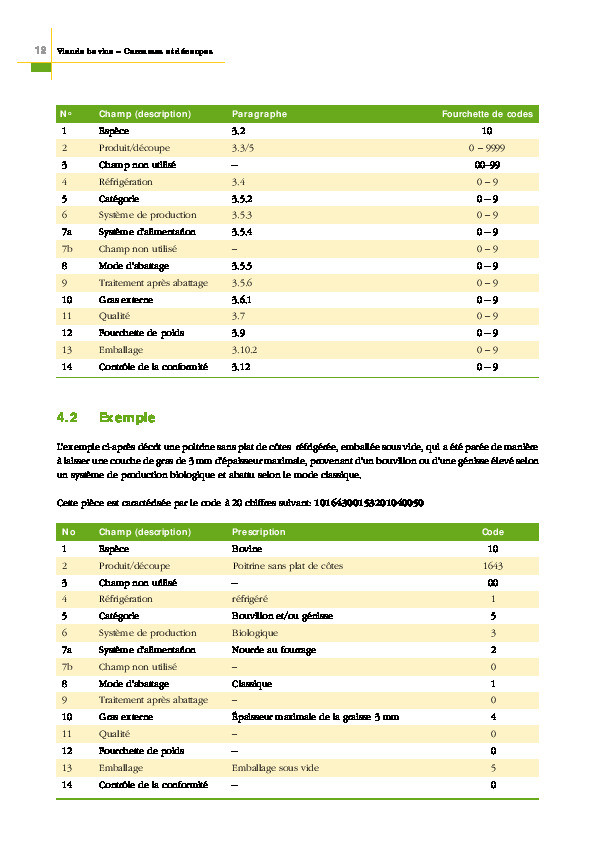 12 Viande bovine – Carcasses et découpes
Nº Champ (description) Paragraphe Fourchette de codes
1 Espèce 3.2 10
2 Produit/découpe 3.3/5 0 – 9999
3 Champ non utilisé — 00–99
4 Réfrigération 3.4 0 – 9
5 Catégorie 3.5.2 0 – 9
6 Système de production 3.5.3 0 – 9
7a Système d'alimentation 3.5.4 0 – 9
7b Champ non utilisé – 0 – 9
8 Mode d'abattage 3.5.5 0 – 9
9 Traitement après abattage 3.5.6 0 – 9
10 Gras externe 3.6.1 0 – 9
11 Qualité 3.7 0 – 9
12 Fourchette de poids 3.9 0 – 9
13 Emballage 3.10.2 0 – 9
14 Contrôle de la conformité 3.12 0 – 9
4.2 Exemple
L'exemple ci-après décrit une poitrine sans plat de côtes réfrigérée, emballée sous vide, qui a été parée de manière
à laisser une couche de gras de 3 mm d'épaisseur maximale, provenant d'un bouvillon ou d'une génisse élevé selon
un système de production biologique et abattu selon le mode classique.
Cette pièce est caractérisée par le code à 20 chiffres suivant: 10164300153201040050
No Champ (description) Prescription Code
1 Espèce Bovine 10
2 Produit/découpe Poitrine sans plat de côtes 1643
3 Champ non utilisé — 00
4 Réfrigération réfrigéré 1
5 Catégorie Bouvillon et/ou génisse 5
6 Système de production Biologique 3
7a Système d'alimentation Nourrie au fourrage 2
7b Champ non utilisé – 0
8 Mode d'abattage Classique 1
9 Traitement après abattage – 0
10 Gras externe Épaisseur maximale de la graisse 3 mm 4
11 Qualité – 0
12 Fourchette de poids — 0
13 Emballage Emballage sous vide 5
14 Contrôle de la conformité — 0